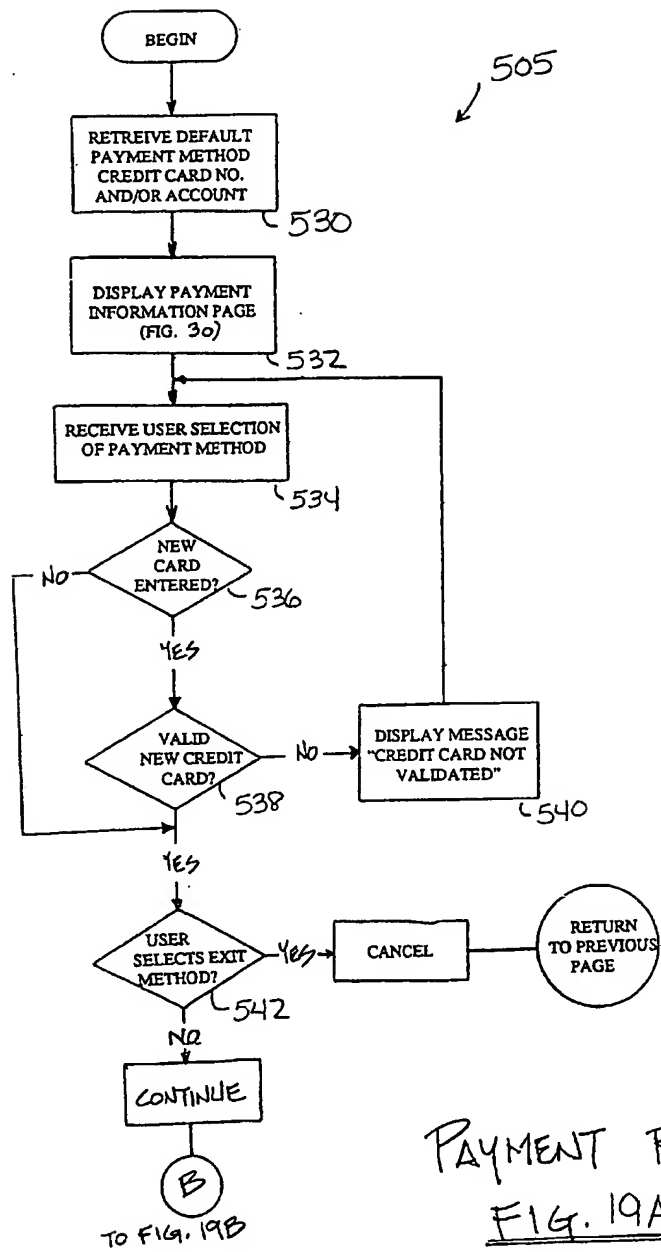 BEGIN
505
RETREIVE DEFAULT
PAYMENT METHOD
CREDIT CARD NO.
AND/OR ACCOUNT
530
DISPLAY PAYMENT
INFORMATION PAGE
(FIG. 30)
532
RECEIVE USER SELECTION
OF PAYMENT METHOD
534
NEW
CARD
ENTERED?
NO
536
YES
VALID
NEW CREDIT
CARD?
538
NO
DISPLAY MESSAGE
"CREDIT CARD NOT
VALIDATED"
540
YES
USER
SELECTS EXIT
METHOD?
542
YES
CANCEL
RETURN
TO PREVIOUS
PAGE
NO
CONTINUE
B
TO FIG. 19B
PAYMENT
FIG. 19A